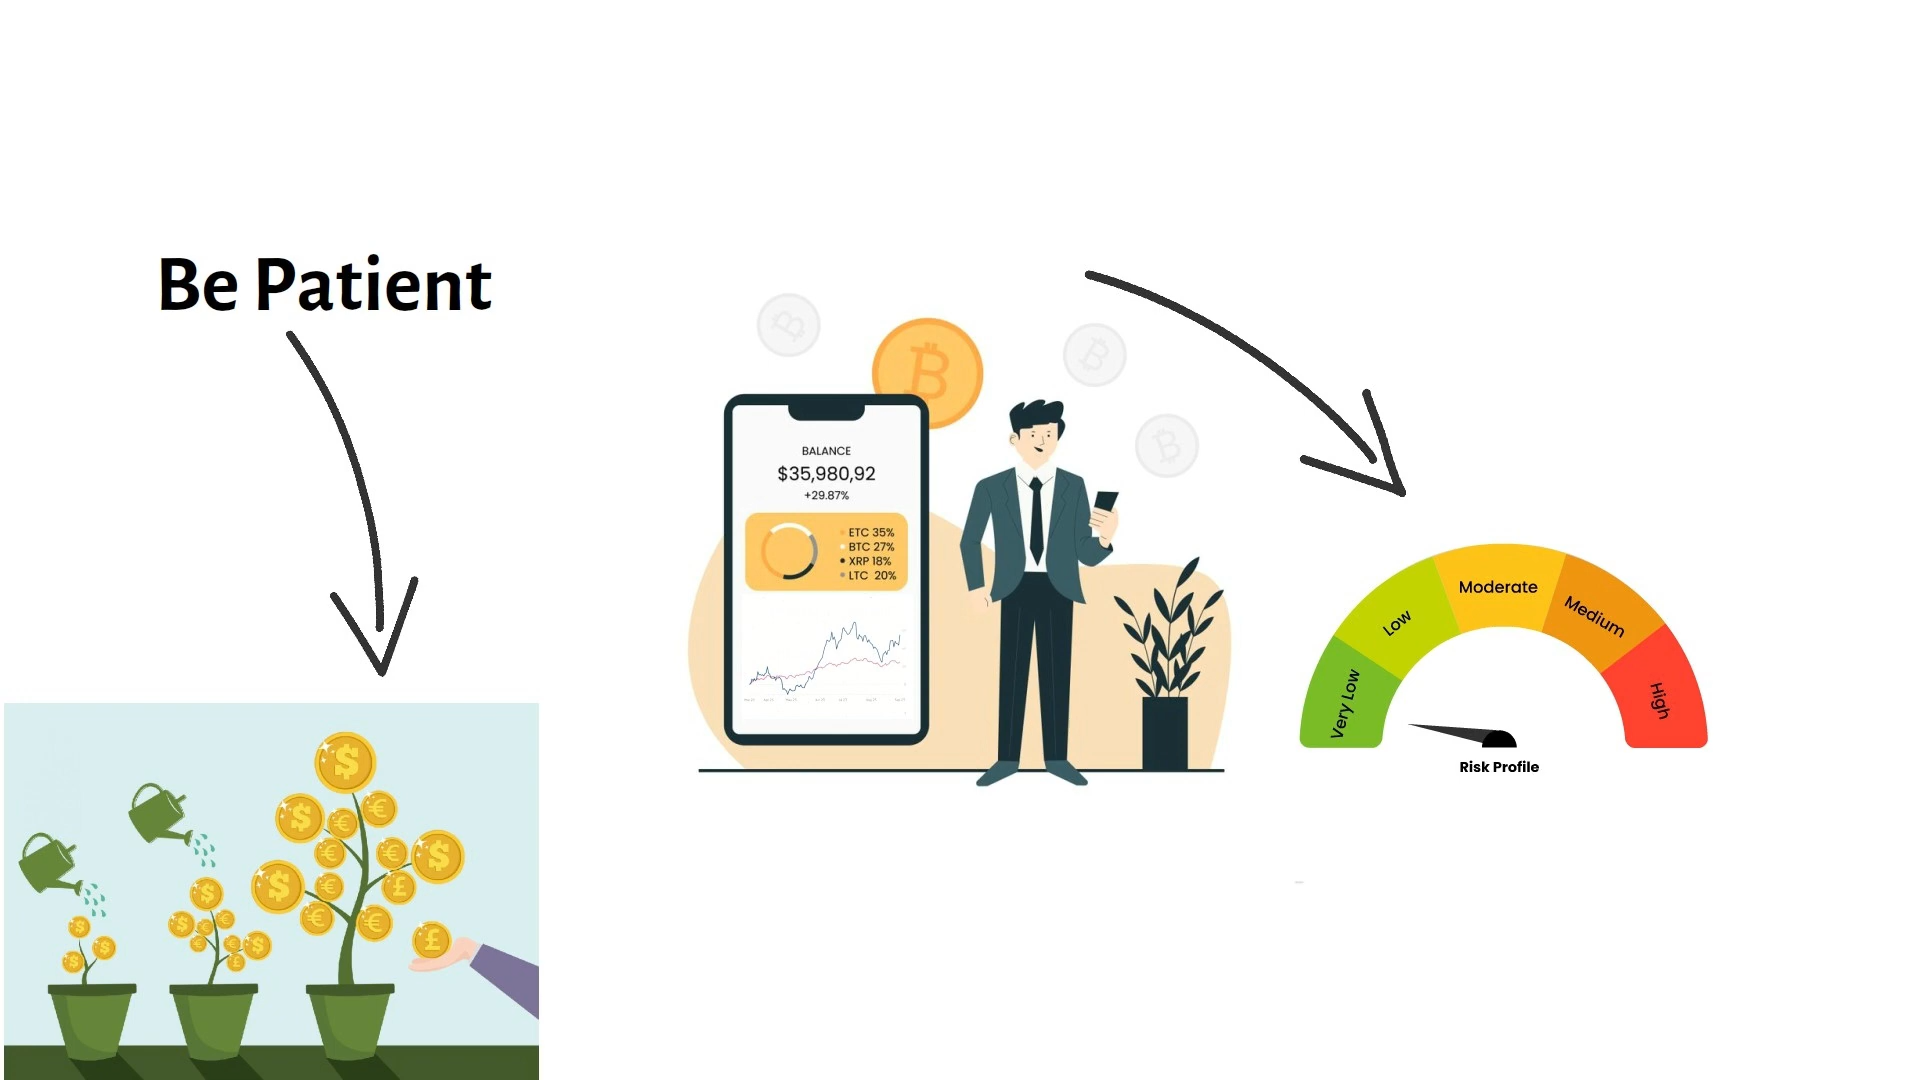 Be Patient
BALANCE
$35,980,92
+29.87%
ETC 35%
BTC 27%
XRP 18%
LTC 20%
Very Low
Low
Moderate
Medium
High
Risk Profile